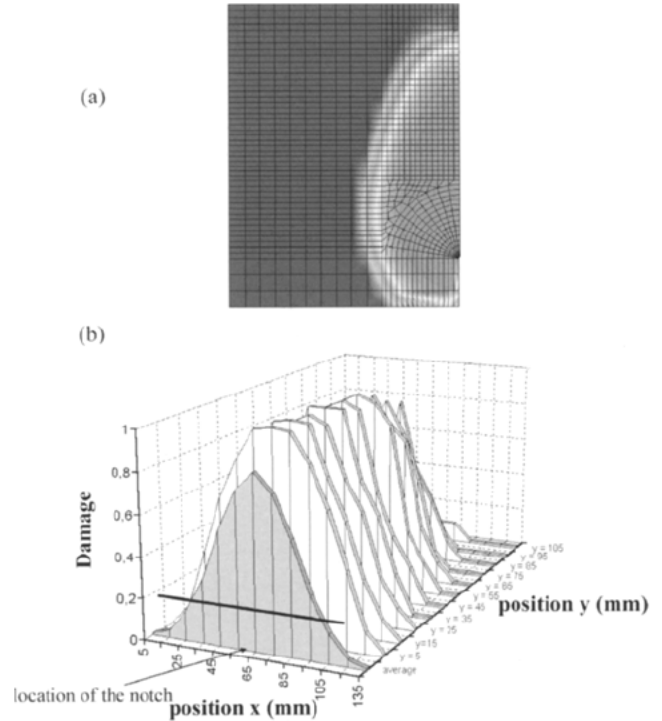 (a)
(b)
1
0,8
0,6
0,4
0,2
0
Damage
5
25
45
65
85
105
135
average
y = 5
y=15
y = 25
y = 35
y = 45
y = 55
y = 65
y = 75
y = 85
y = 95
y = 105
position y (mm)
location of the notch
position x (mm)